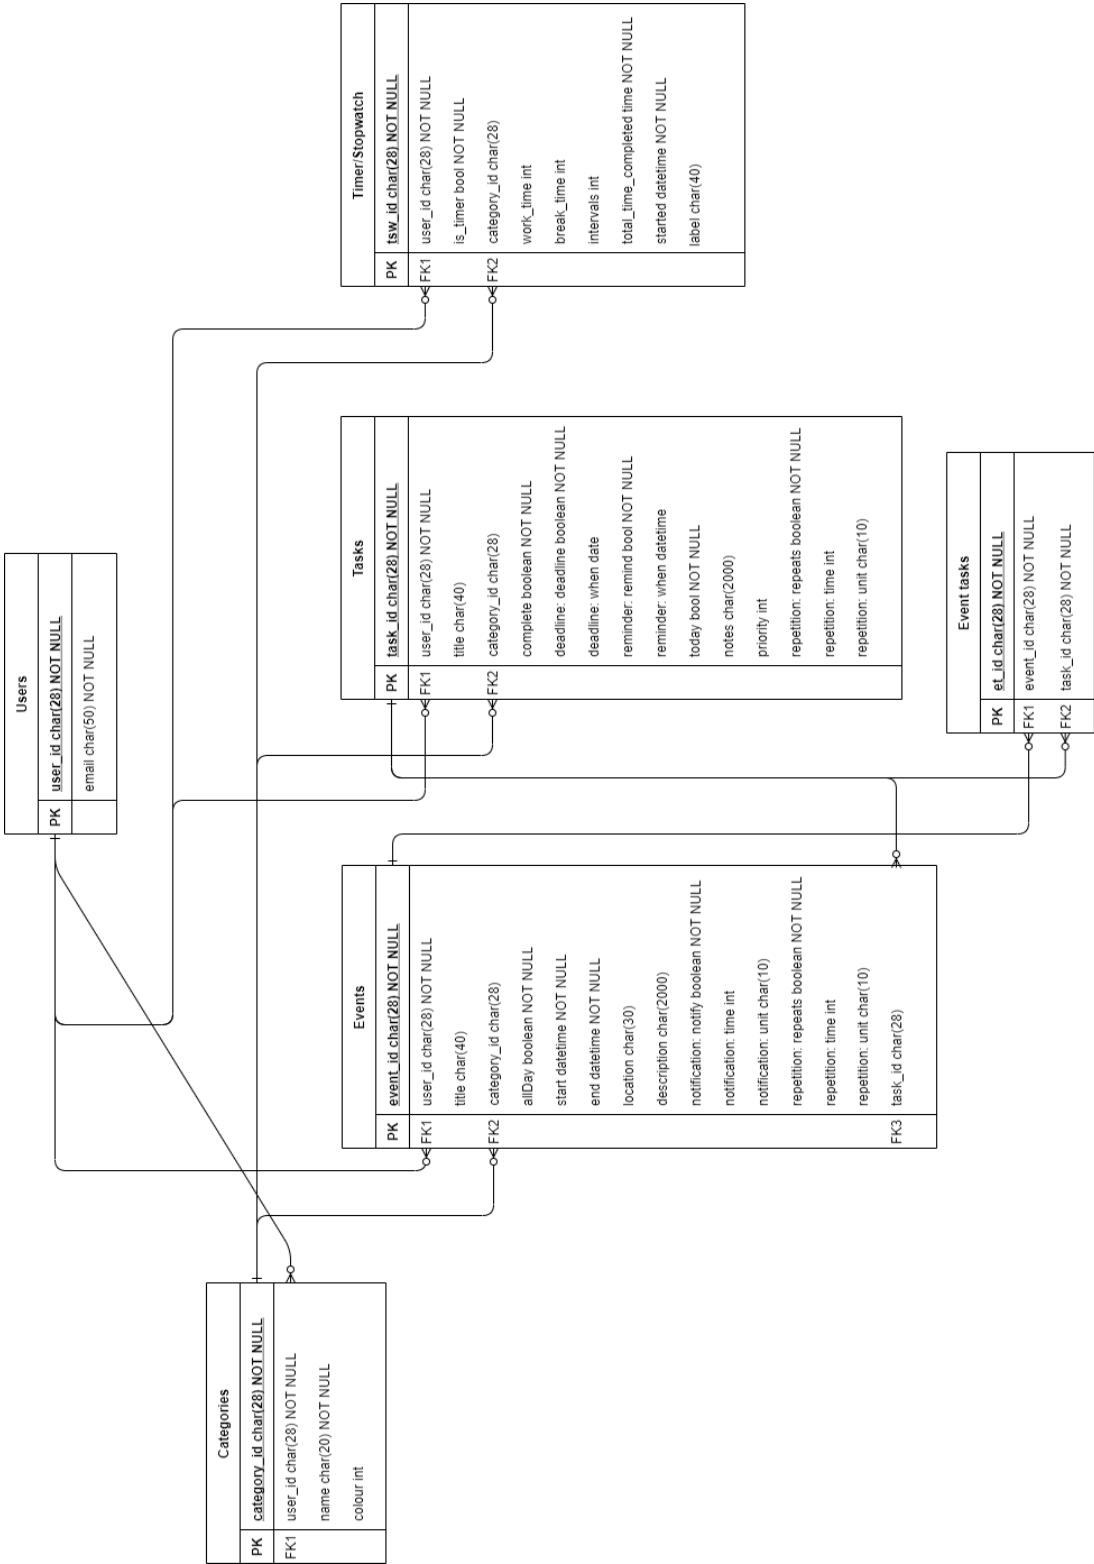 Users
PK user_id char(28) NOT NULL
email char(50) NOT NULL
Categories
PK category_id char(28) NOT NULL
FK1 user_id char(28) NOT NULL
name char(20) NOT NULL
colour int
Events
PK event_id char(28) NOT NULL
FK1 user_id char(28) NOT NULL
title char(40)
FK2 category_id char(28)
allDay boolean NOT NULL
start datetime NOT NULL
end datetime NOT NULL
location char(30)
description char(2000)
notification: notify boolean NOT NULL
notification: time int
notification: unit char(10)
repetition: repeats boolean NOT NULL
repetition: time int
repetition: unit char(10)
FK3 task_id char(28)
Tasks
PK task_id char(28) NOT NULL
FK1 user_id char(28) NOT NULL
title char(40)
FK2 category_id char(28)
complete boolean NOT NULL
deadline: deadline boolean NOT NULL
deadline: when date
reminder: remind bool NOT NULL
reminder: when datetime
today bool NOT NULL
notes char(2000)
priority int
repetition: repeats boolean NOT NULL
repetition: time int
repetition: unit char(10)
Timer/Stopwatch
PK tsw_id char(28) NOT NULL
FK1 user_id char(28) NOT NULL
is_timer bool NOT NULL
FK2 category_id char(28)
work_time int
break_time int
intervals int
total_time_completed time NOT NULL
started datetime NOT NULL
label char(40)
Event tasks
PK et_id char(28) NOT NULL
FK1 event_id char(28) NOT NULL
FK2 task_id char(28) NOT NULL